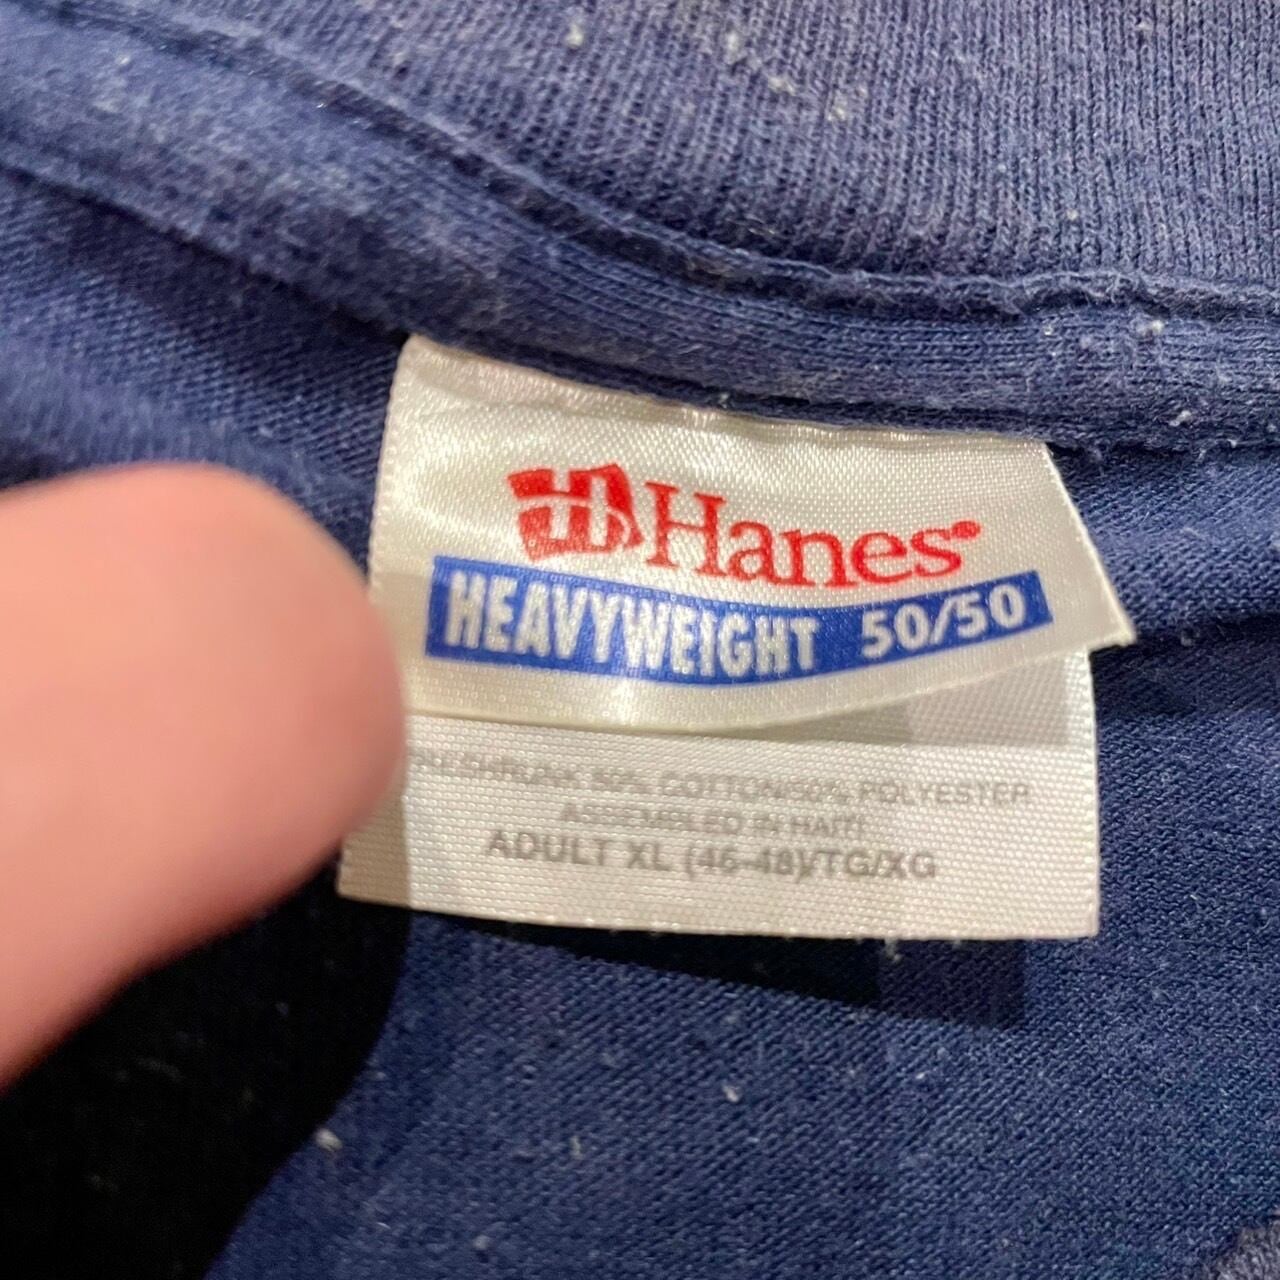 Hanes®
HEAVYWEIGHT 50/50
50% COTTON/50% POLYESTER
ASSEMBLED IN HAITI
ADULT XL (46-48)/TG/XG